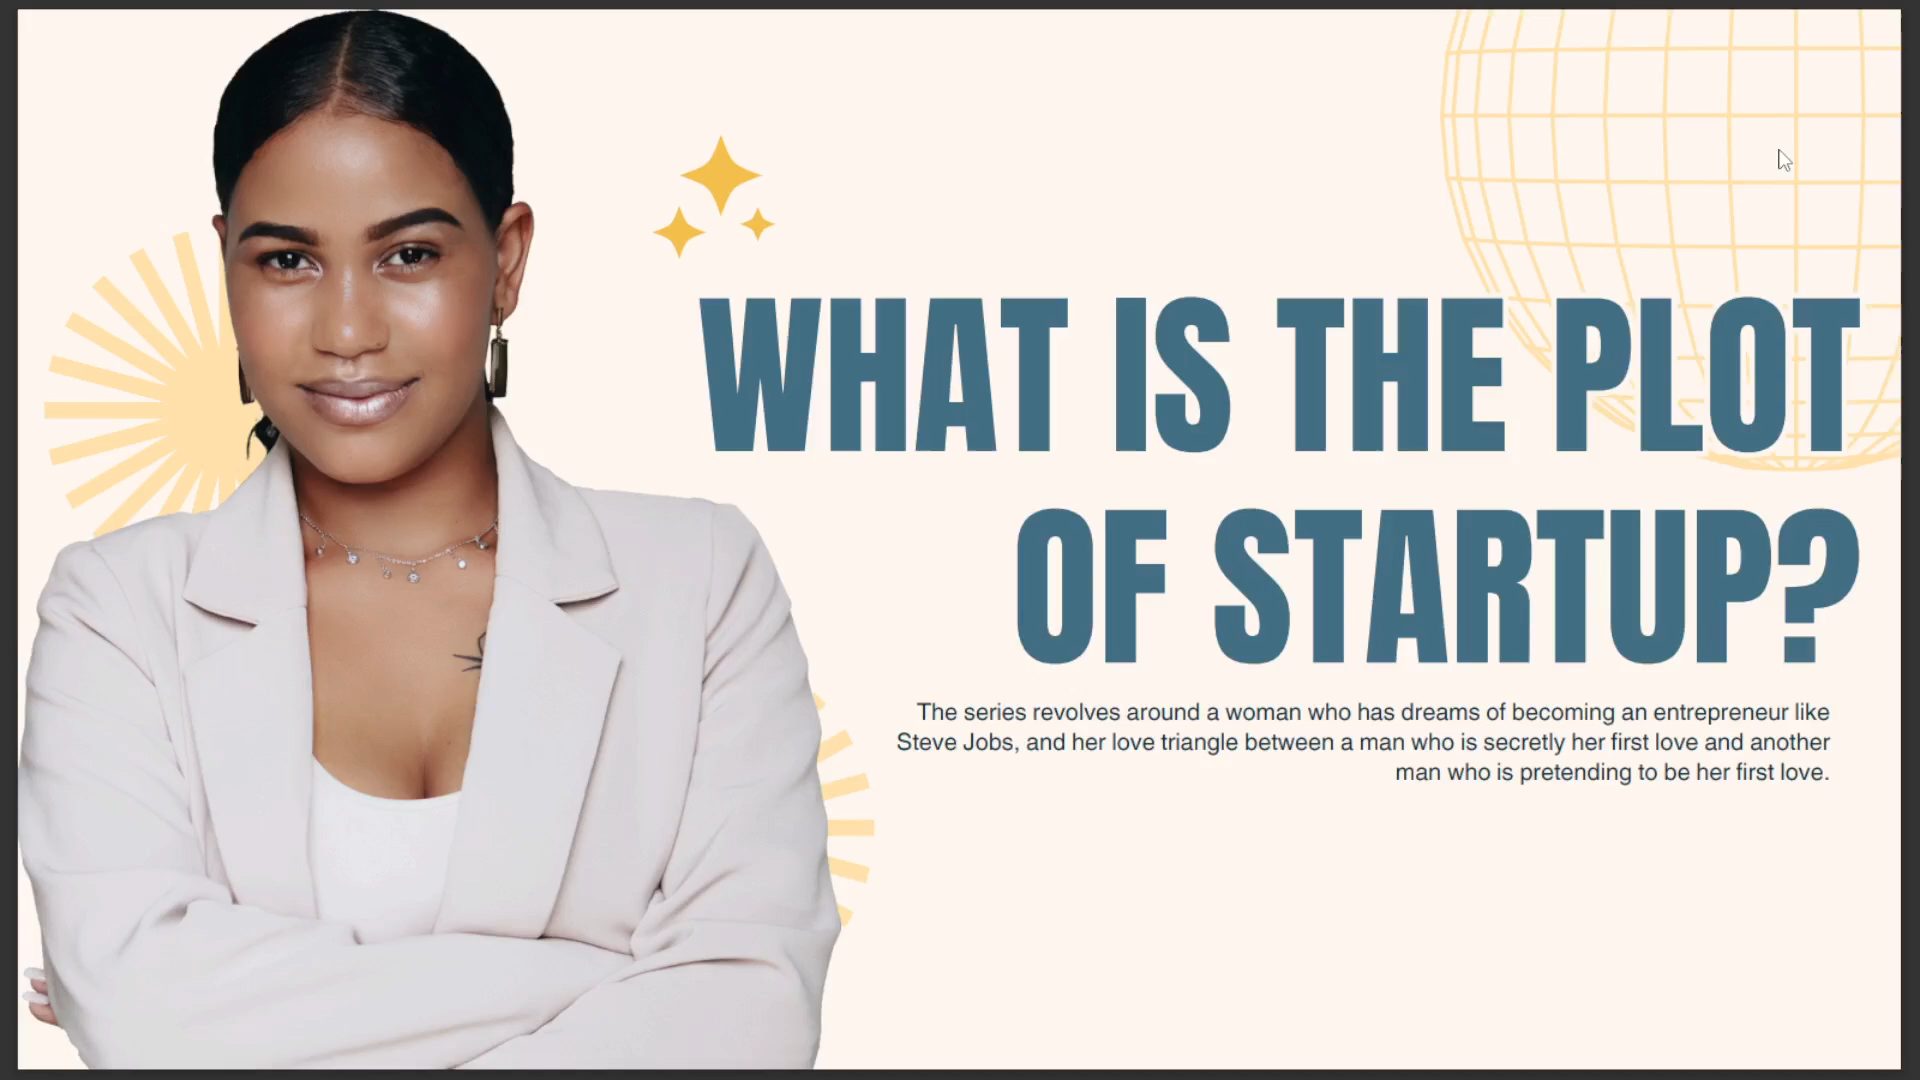 WHAT IS THE PLOT
OF STARTUP?
The series revolves around a woman who has dreams of becoming an entrepreneur like
Steve Jobs, and her love triangle between a man who is secretly her first love and another
man who is pretending to be her first love.